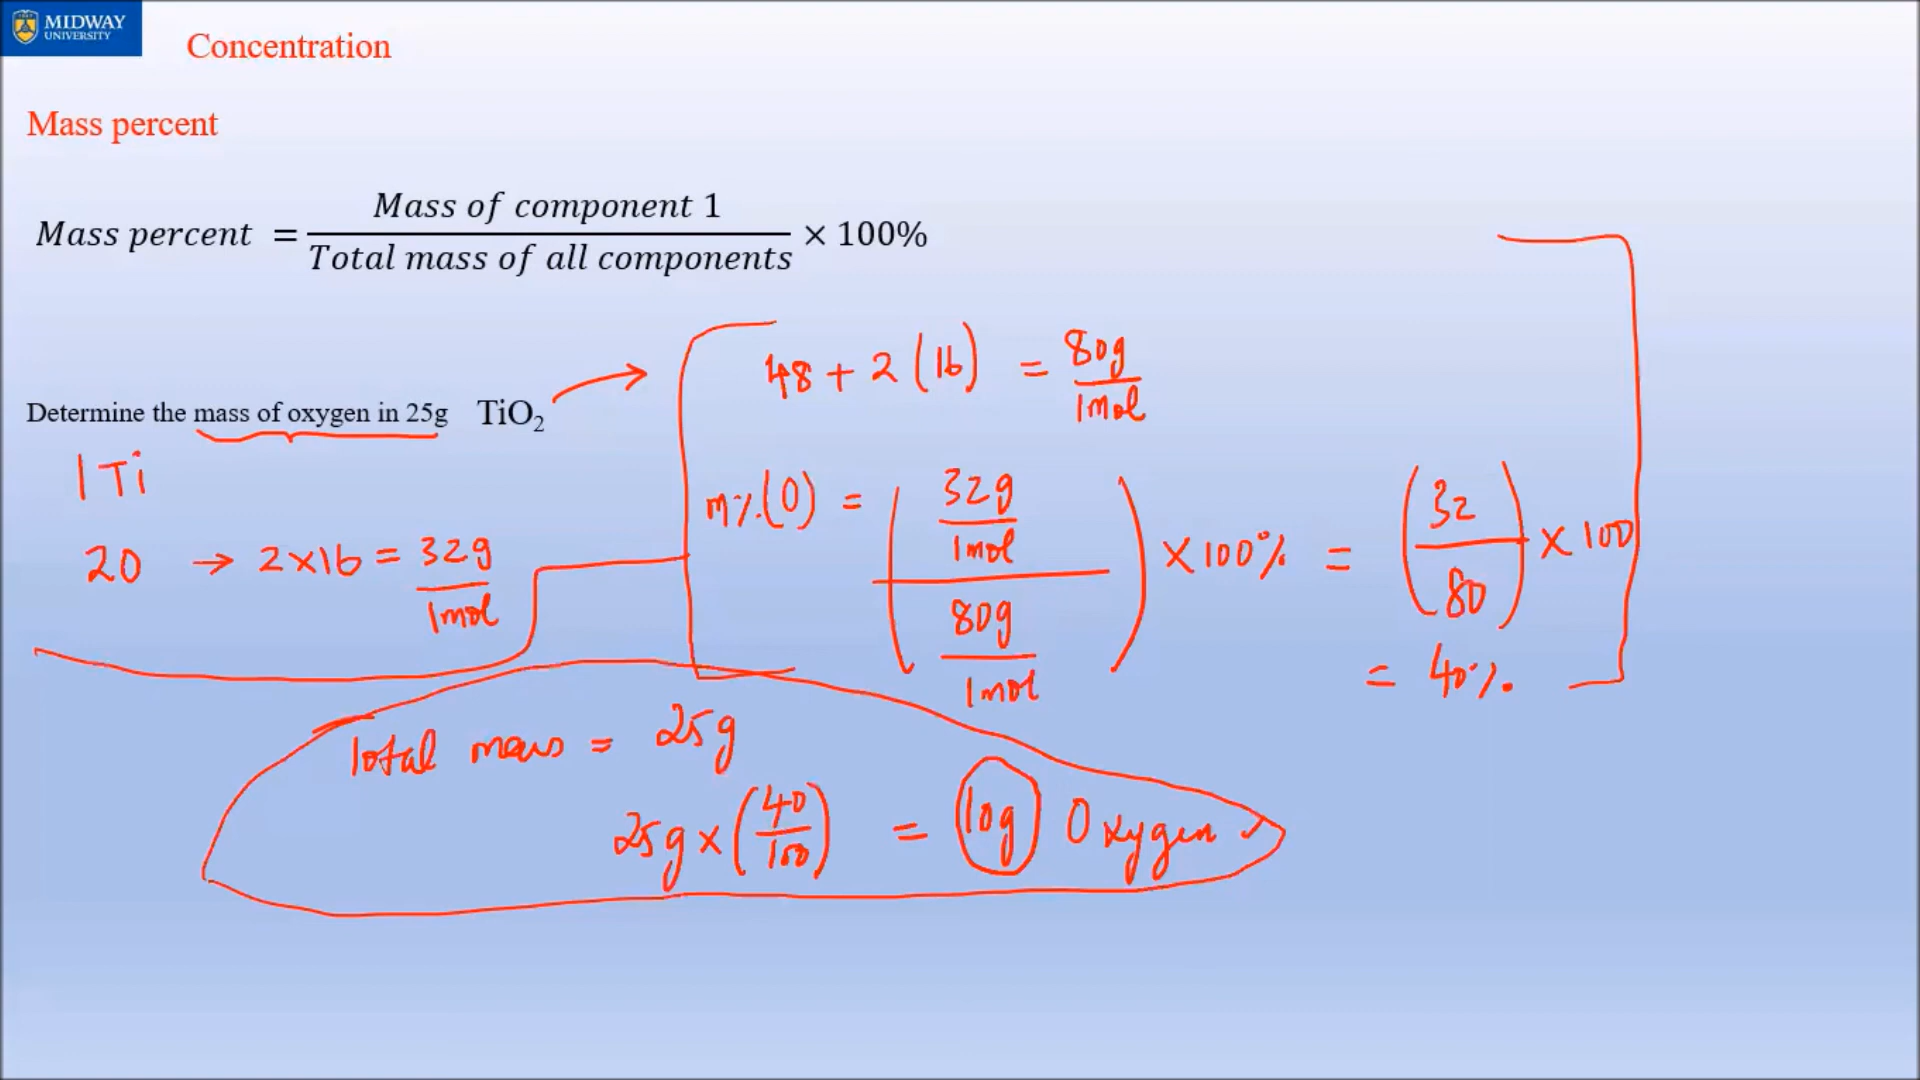 MIDWAY
UNIVERSITY
Concentration
Mass percent
Mass percent = Mass of component 1 / Total mass of all components × 100%
48 + 2 (16) = 80g / 1mol
Determine the mass of oxygen in 25g TiO₂
1 Ti
2O → 2×16 = 32g / 1mol
m%(O) = (32g / 1mol / 80g / 1mol) × 100% = (32 / 80) × 100
= 40%
Total mass = 25g
25g × (40 / 100) = 10g Oxygen